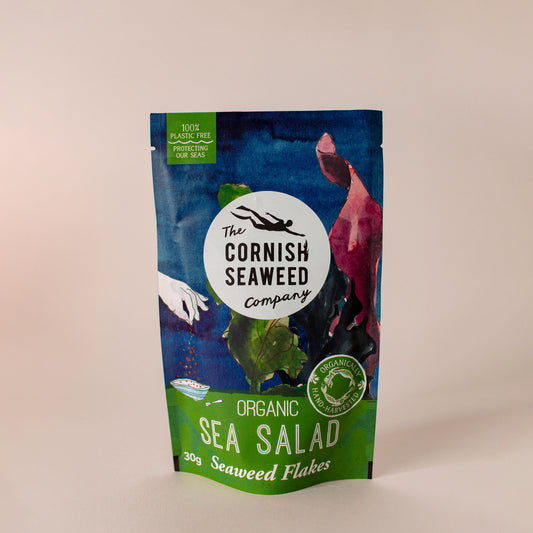 100%
PLASTIC FREE
PROTECTING
OUR SEAS
The
CORNISH
SEAWEED
Company
ORGANICALLY
HAND-HARVESTED
ORGANIC
SEA SALAD
30g Seaweed Flakes